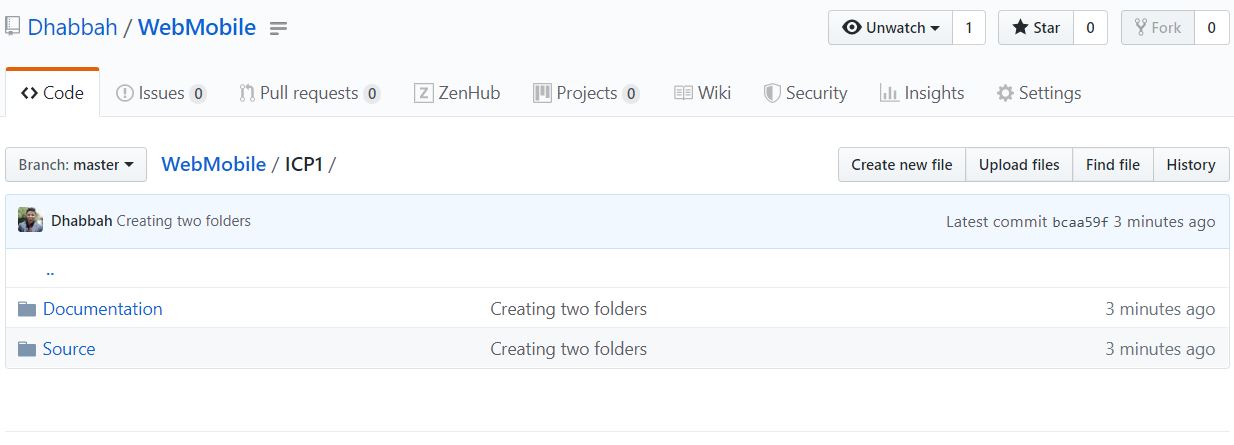 Dhabbah / WebMobile Unwatch 1 Star 0 Fork 0
Code Issues 0 Pull requests 0 ZenHub Projects 0 Wiki Security Insights Settings
Branch: master WebMobile / ICP1 / Create new file Upload files Find file History
Dhabbah Creating two folders Latest commit bcaa59f 3 minutes ago
..
Documentation Creating two folders 3 minutes ago
Source Creating two folders 3 minutes ago